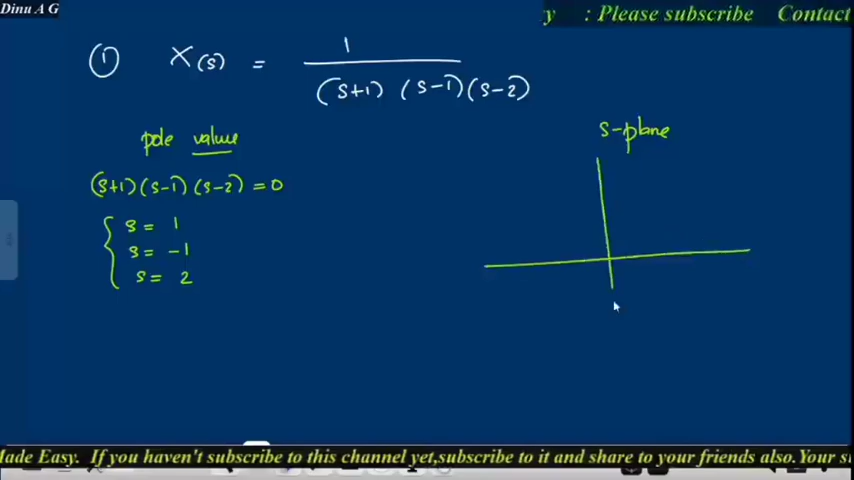 Dinu A G
y : Please subscribe Contact
① X(s) = 1 / (s+1) (s-1)(s-2)
s-plane
pole value
(s+1)(s-1)(s-2) = 0
s = 1
s = -1
s = 2
Made Easy. If you haven't subscribe to this channel yet,subscribe to it and share to your friends also.Your s